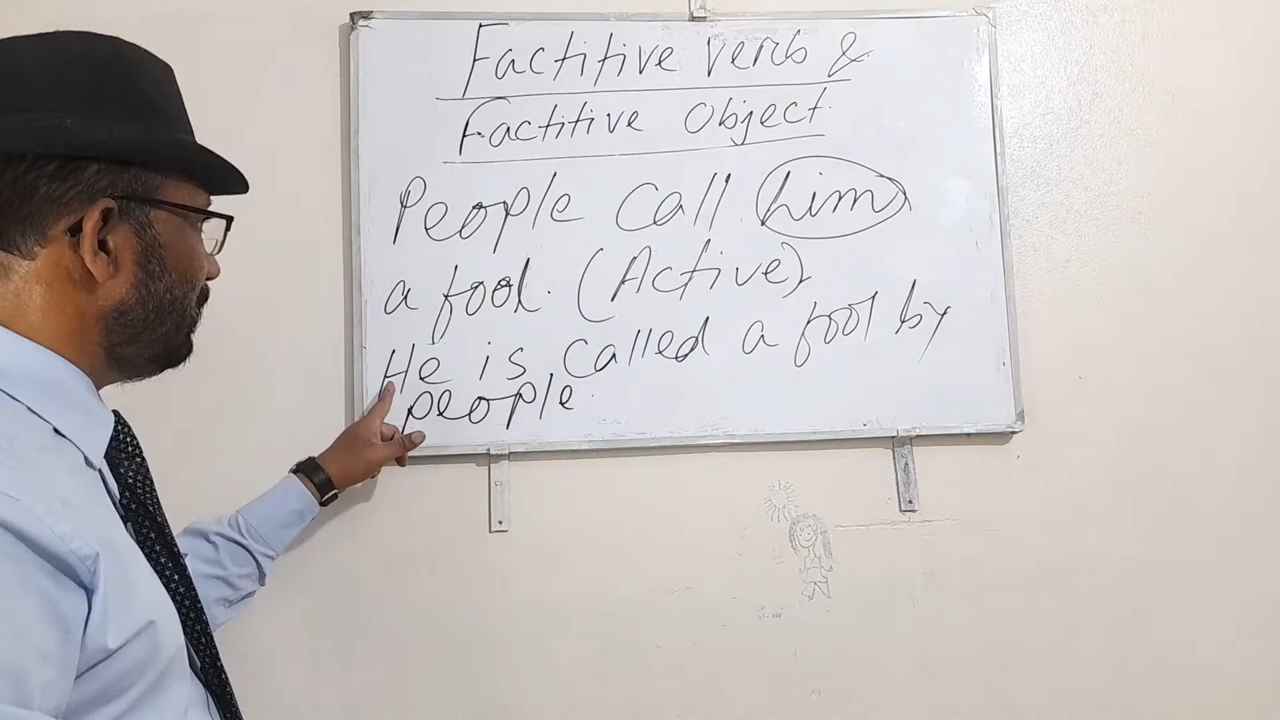 Factitive verb &
Factitive Object.
People call him
a fool. (Active)
He is called a fool by
people.